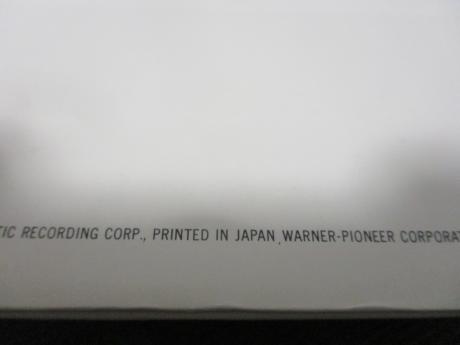 TIC RECORDING CORP., PRINTED IN JAPAN, WARNER-PIONEER CORPORAT